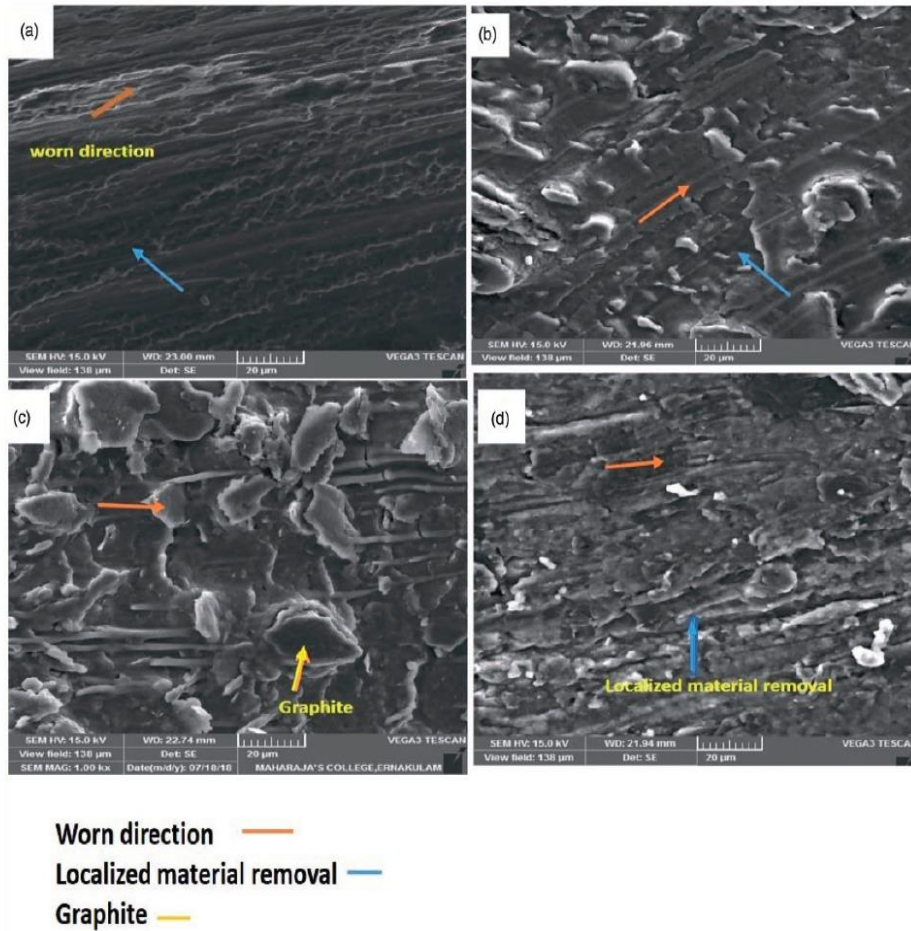 (a)
worn direction
SEM HV: 15.0 kV WD: 23.00 mm VEGA3 TESCAN
View field: 138 µm Det: SE 20 µm
(b)
SEM HV: 15.0 kV WD: 21.96 mm VEGA3 TESCAN
View field: 138 µm Det: SE 20 µm
(c)
Graphite
SEM HV: 15.0 kV WD: 22.74 mm VEGA3 TESCAN
View field: 138 µm Det: SE 20 µm
SEM MAG: 1.00 kx Date(m/d/y): 07/18/18 MAHARAJA'S COLLEGE,ERNAKULAM
(d)
Localized material removal
SEM HV: 15.0 kV WD: 21.94 mm VEGA3 TESCAN
View field: 138 µm Det: SE 20 µm
Worn direction
Localized material removal
Graphite